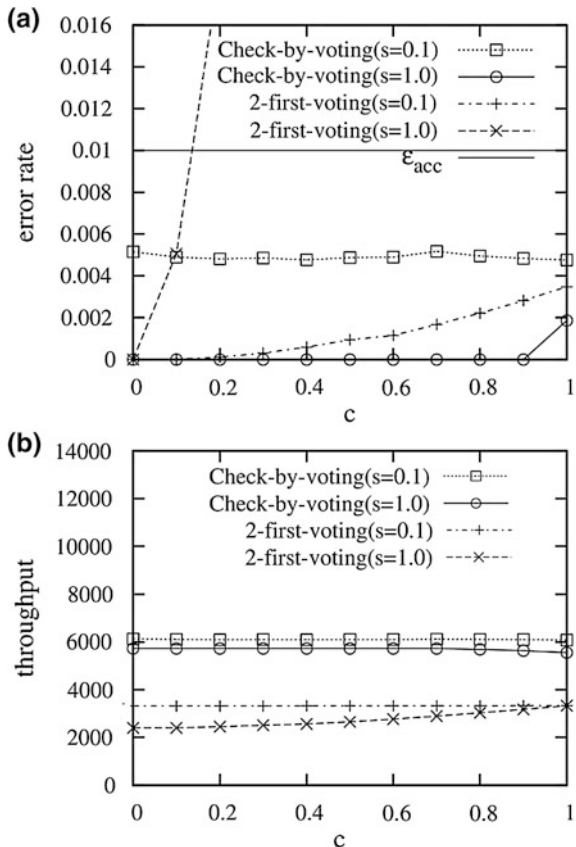 (a)
0.016
0.014
0.012
0.01
0.008
0.006
0.004
0.002
0
error rate
Check-by-voting(s=0.1)
Check-by-voting(s=1.0)
2-first-voting(s=0.1)
2-first-voting(s=1.0)
εacc
0 0.2 0.4 0.6 0.8 1
c
(b)
14000
12000
10000
8000
6000
4000
2000
0
throughput
Check-by-voting(s=0.1)
Check-by-voting(s=1.0)
2-first-voting(s=0.1)
2-first-voting(s=1.0)
0 0.2 0.4 0.6 0.8 1
c